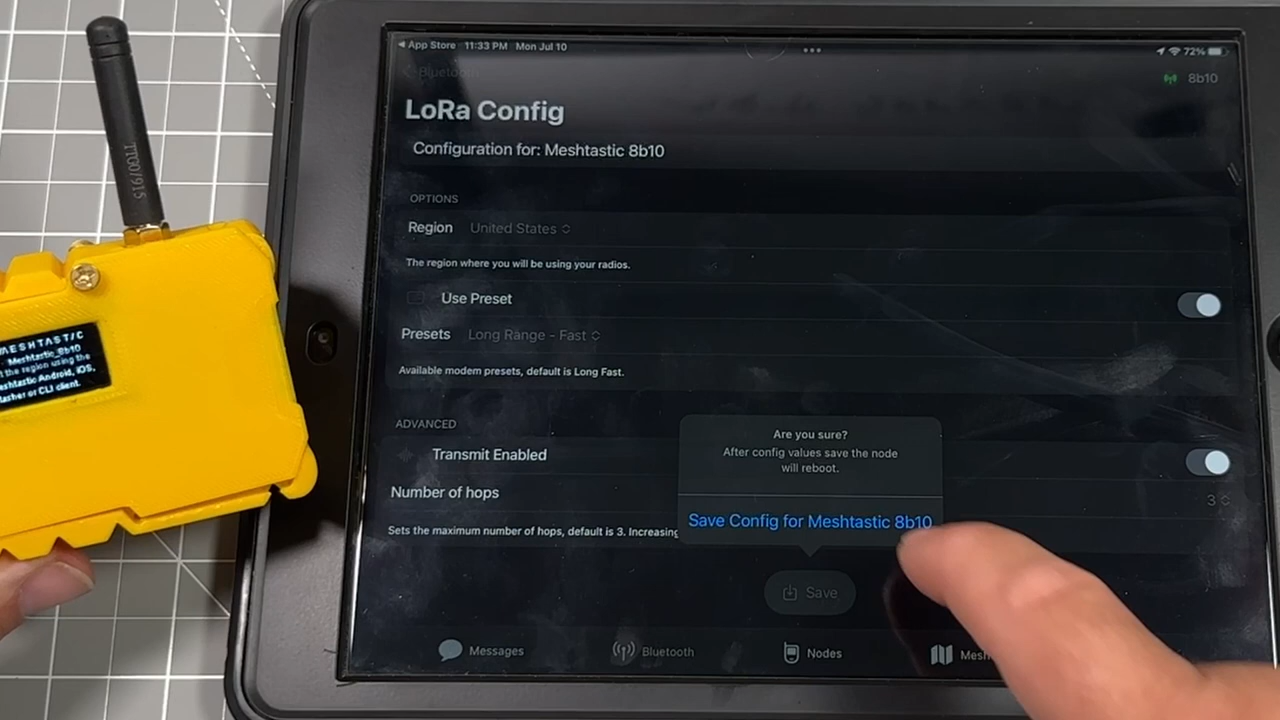 App Store 11:33 PM Mon Jul 10
72%
Bluetooth
8b10
LoRa Config
Configuration for: Meshtastic 8b10
OPTIONS
Region United States
The region where you will be using your radios.
Use Preset
Presets Long Range - Fast
Available modem presets, default is Long Fast.
ADVANCED
Transmit Enabled
Number of hops
3
Sets the maximum number of hops, default is 3. Increasing
Are you sure?
After config values save the node
will reboot.
Save Config for Meshtastic 8b10
Save
Messages
Bluetooth
Nodes
Mesh
915
MESHTASTIC
Meshtastic_8b10
the region using the
Android, iOS,
or CLI client.